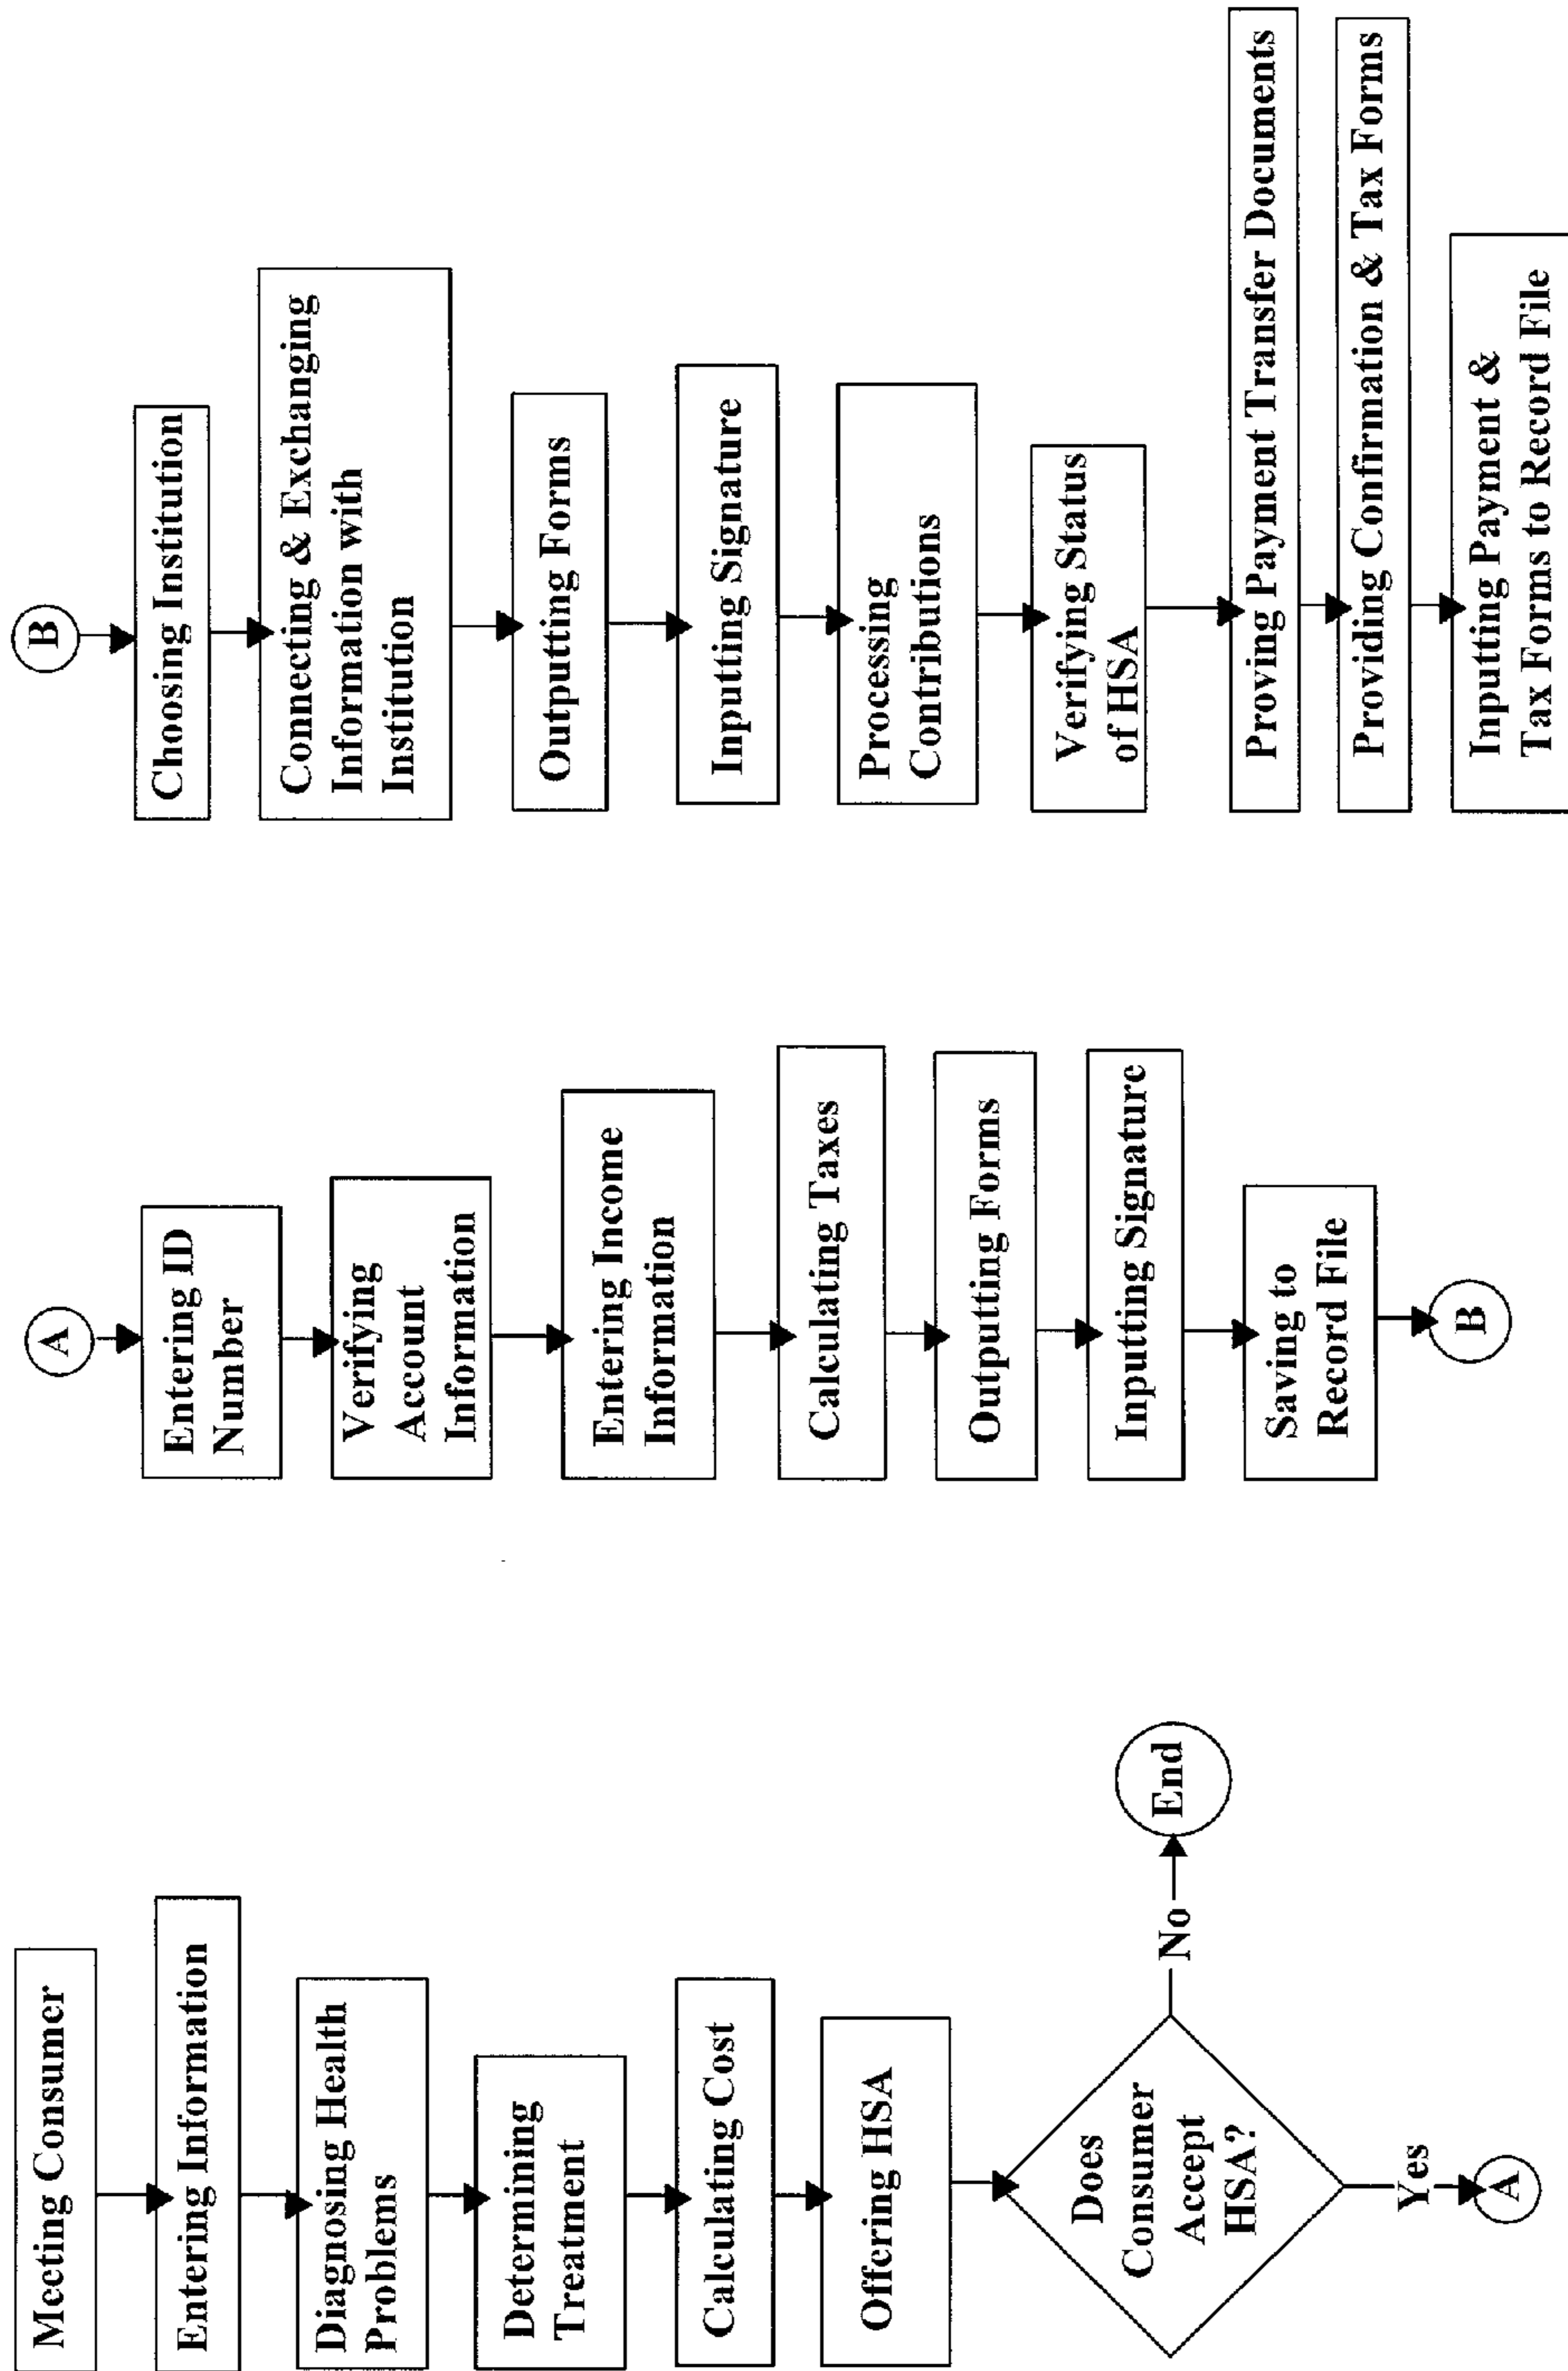 Meeting Consumer
Entering Information
Diagnosing Health
Problems
Determining
Treatment
Calculating Cost
Offering HSA
Does
Consumer
Accept
HSA?
No
End
Yes
A
A
Entering ID
Number
Verifying
Account
Information
Entering Income
Information
Calculating Taxes
Outputting Forms
Inputting Signature
Saving to
Record File
B
B
Choosing Institution
Connecting & Exchanging
Information with
Institution
Outputing Forms
Inputting Signature
Processing
Contributions
Verifying Status
of HSA
Proving Payment Transfer Documents
Providing Confirmation & Tax Forms
Inputting Payment &
Tax Forms to Record File